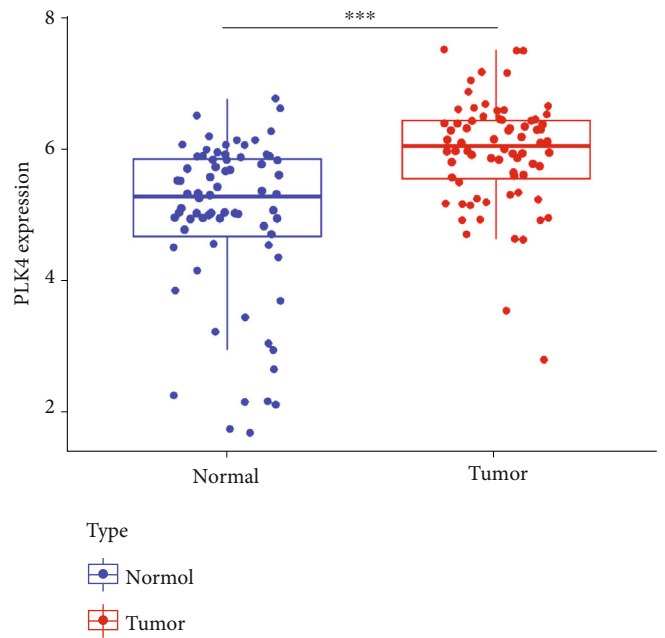 ***
8
6
4
2
PLK4 expression
Normal Tumor
Type
Normol
Tumor